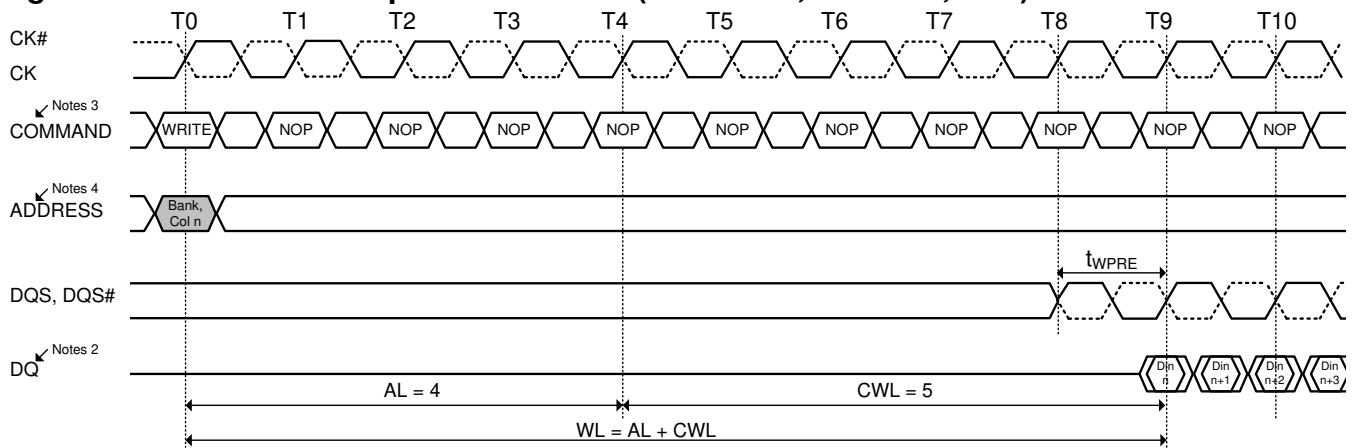 T0 T1 T2 T3 T4 T5 T6 T7 T8 T9 T10
CK#
CK
Notes 3
COMMAND WRITE NOP NOP NOP NOP NOP NOP NOP NOP NOP NOP
Notes 4
ADDRESS
Bank,
Col n
tWPRE
DQS, DQS#
Notes 2
DQ
Din Din Din Din
n n+1 n+2 n+3
AL = 4 CWL = 5
WL = AL + CWL